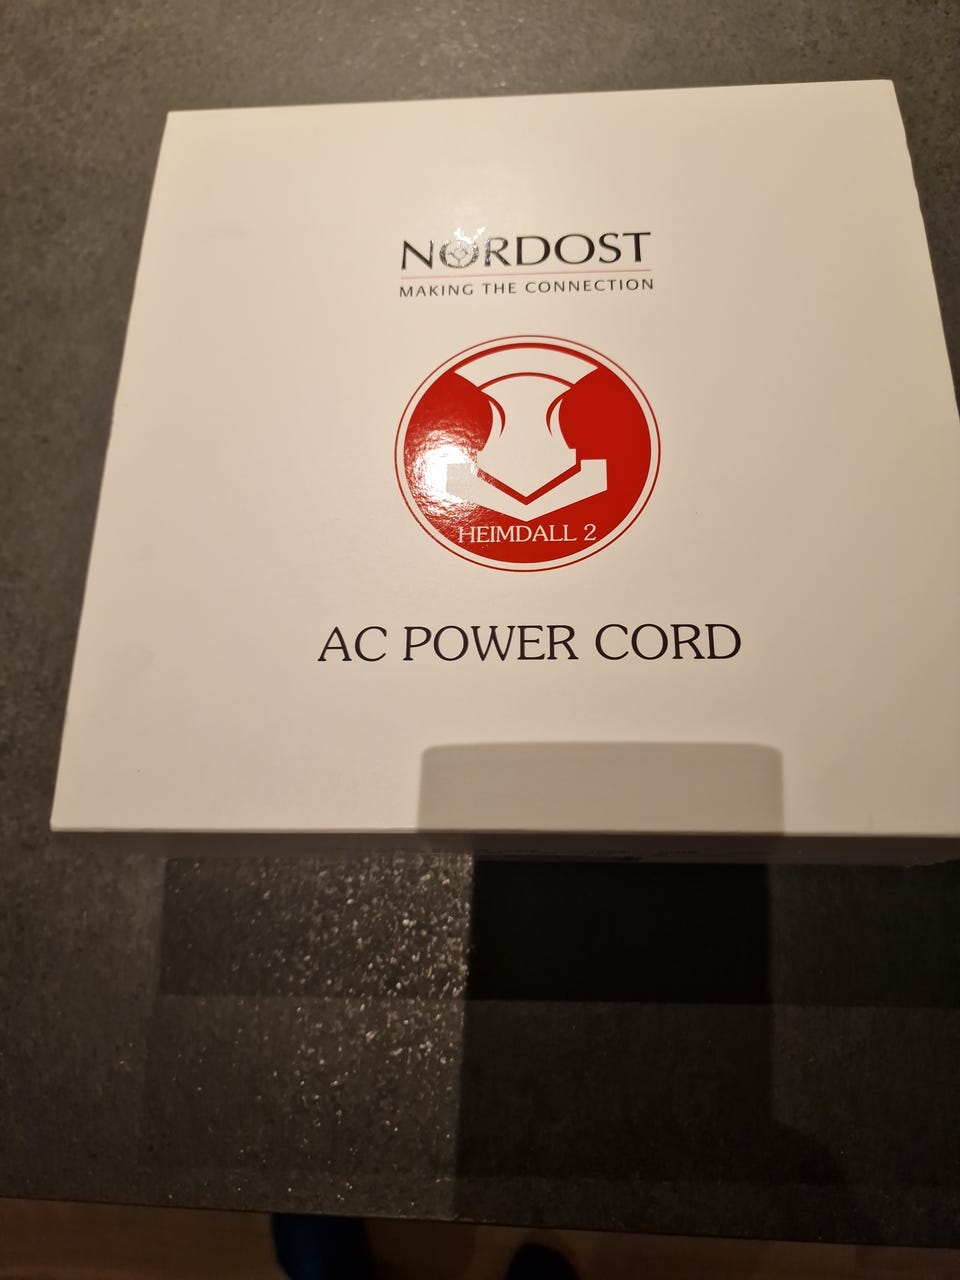 NORDOST
MAKING THE CONNECTION
HEIMDALL 2
AC POWER CORD